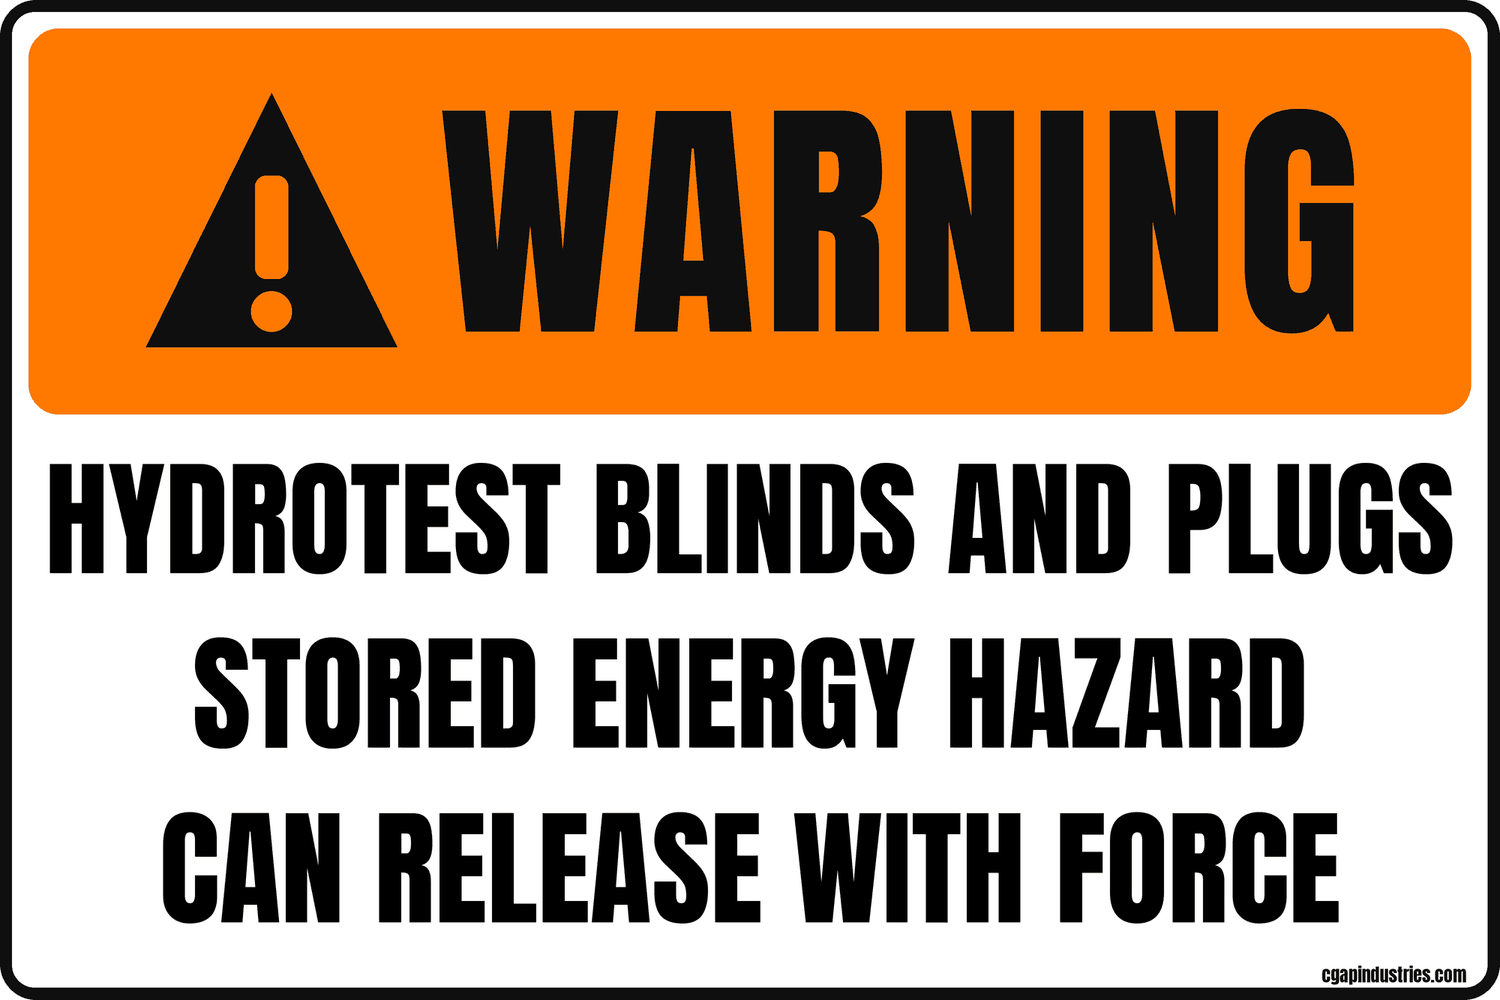 WARNING
HYDROTEST BLINDS AND PLUGS
STORED ENERGY HAZARD
CAN RELEASE WITH FORCE
cgapindustries.com